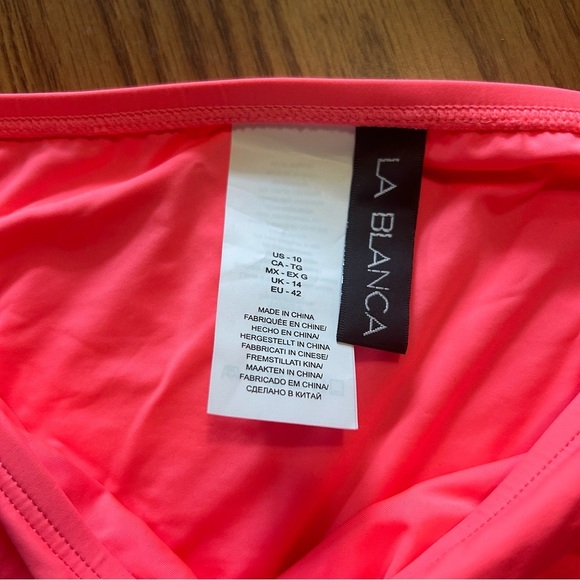 LA BLANCA
US - 10
CA - TG
MX - EX G
UK - 14
EU - 42
MADE IN CHINA
FABRIQUÉE EN CHINE/
HECHO EN CHINA/
HERGESTELLT IN CHINA/
FABBRICATI IN CINESE/
FREMSTILLATI KINA/
MAAKTEN IN CHINA/
FABRICADO EM CHINA/
СДЕЛАНО В КИТАЙ